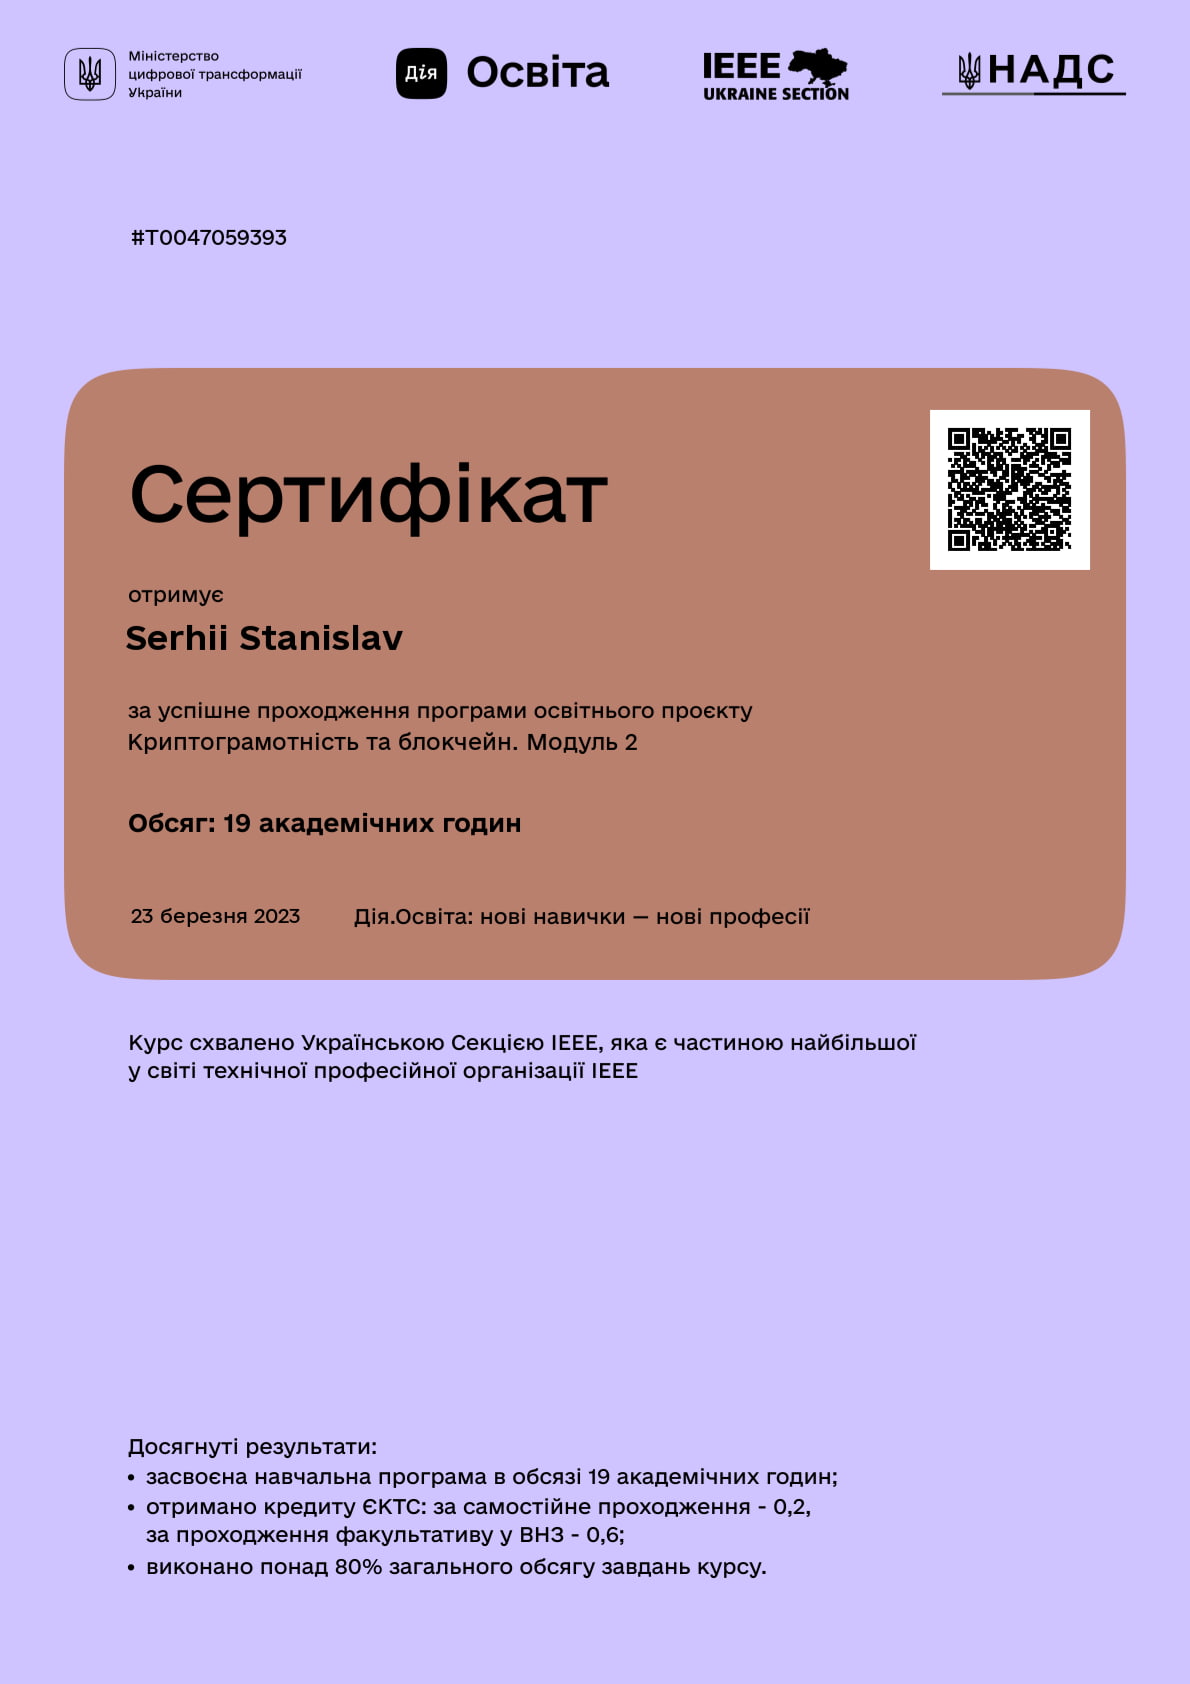 Міністерство
цифрової трансформації
України
Дія Освіта
IEEE
UKRAINE SECTION
НАДС
#T0047059393
Сертифікат
отримує
Serhii Stanislav
за успішне проходження програми освітнього проєкту
Криптограмотність та блокчейн. Модуль 2
Обсяг: 19 академічних годин
23 березня 2023 Дія.Освіта: нові навички — нові професії
Курс схвалено Українською Секцією IEEE, яка є частиною найбільшої
у світі технічної професійної організації IEEE
Досягнуті результати:
• засвоєна навчальна програма в обсязі 19 академічних годин;
• отримано кредиту ЄКТС: за самостійне проходження - 0,2,
за проходження факультативу у ВНЗ - 0,6;
• виконано понад 80% загального обсягу завдань курсу.